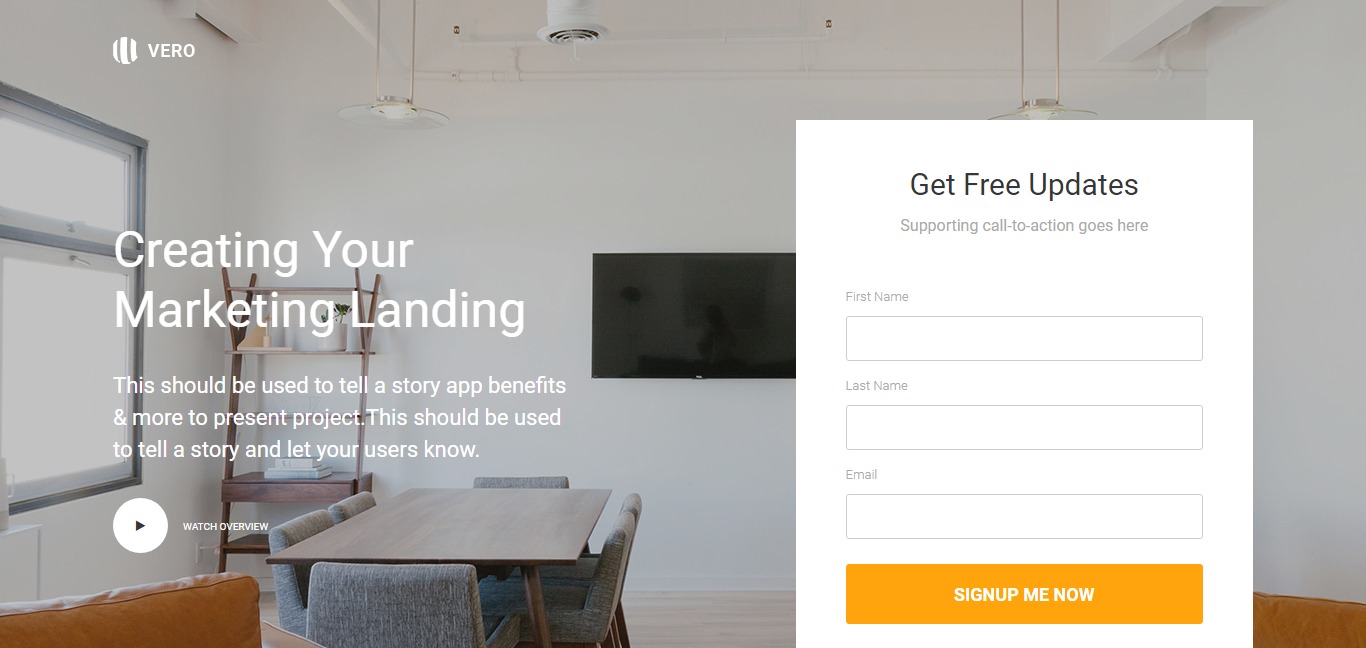 VERO
Creating Your
Marketing Landing
This should be used to tell a story app benefits
& more to present project.This should be used
to tell a story and let your users know.
WATCH OVERVIEW
Get Free Updates
Supporting call-to-action goes here
First Name
Last Name
Email
SIGNUP ME NOW